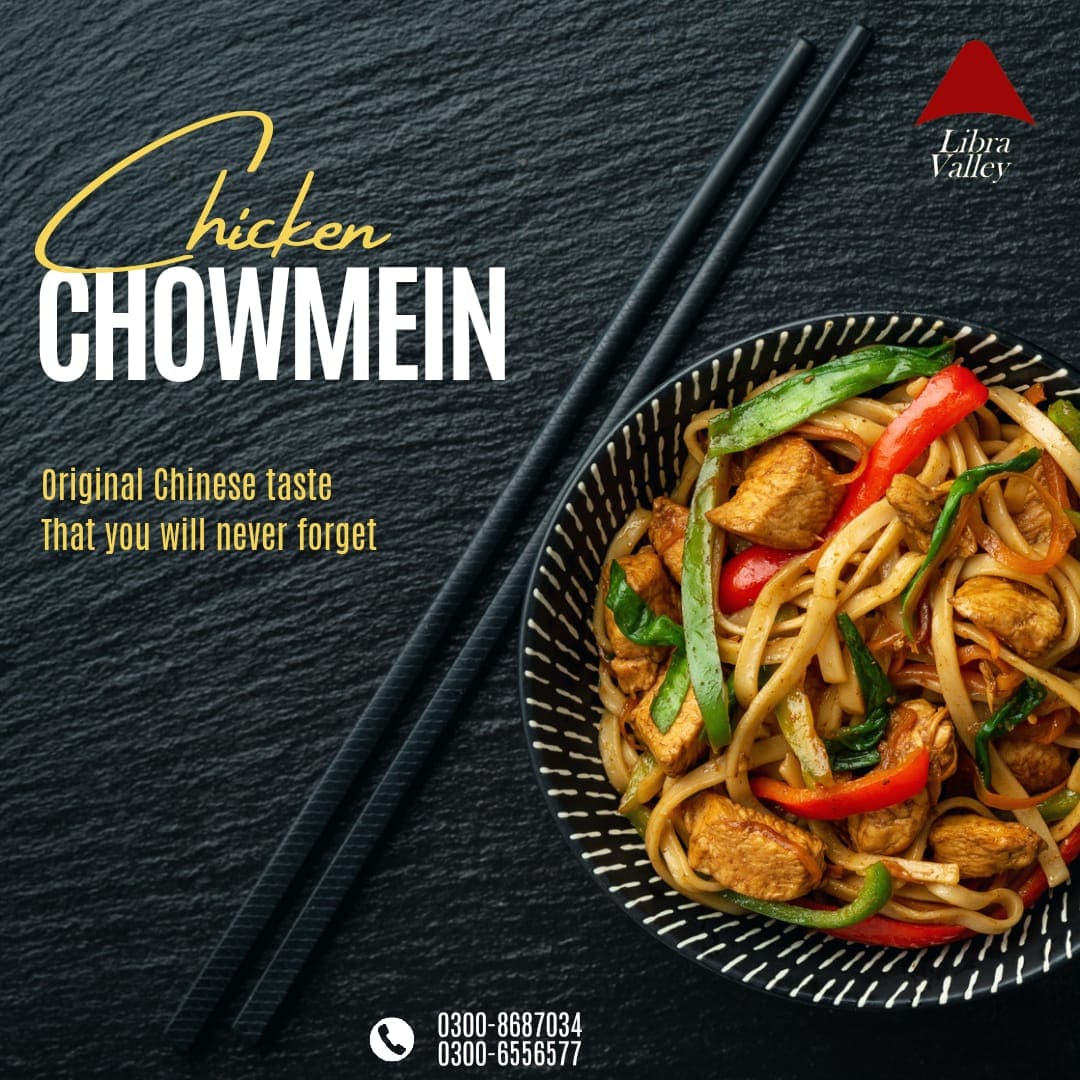 Libra
Valley
Chicken
CHOWMEIN
Original Chinese taste
That you will never forget
0300-8687034
0300-6556577